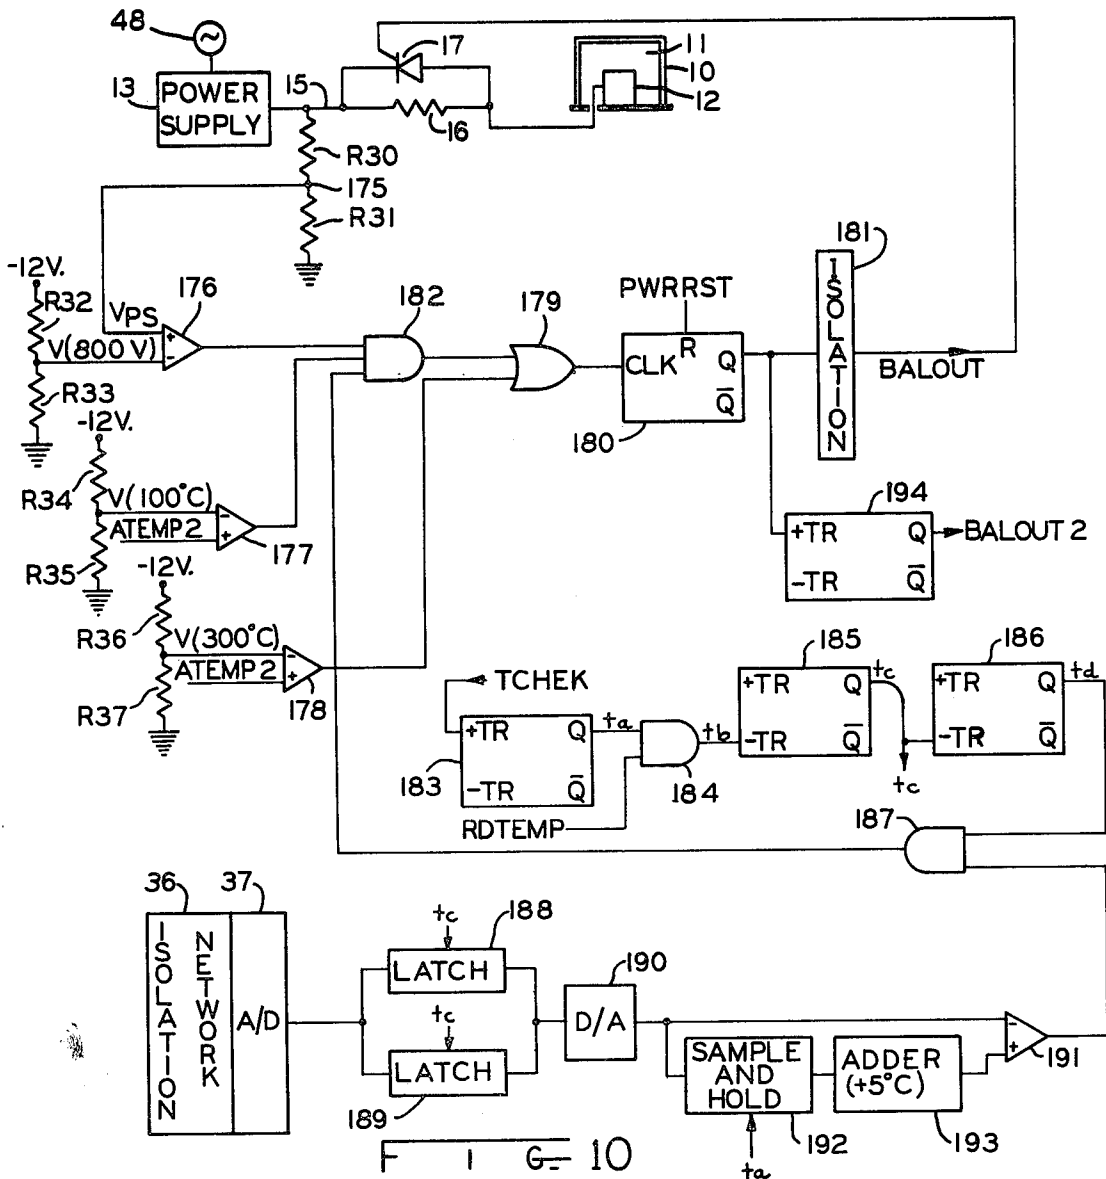 48
17
11
10
12
13
POWER
SUPPLY
15
16
R30
175
R31
181
-12V.
R32
VPS
176
V(800 V)
+
-
R33
182
179
PWRRST
R
CLK
Q
Q̅
180
ISOLATION
BALOUT
-12V.
R34
V(100°C)
-
+
ATEMP 2
177
R35
194
+TR
Q
BALOUT 2
-TR
Q̅
-12V.
R36
V(300°C)
-
+
ATEMP 2
178
R37
TCHEK
+TR
Q
ta
-TR
Q̅
183
RDTEMP
184
tb
185
+TR
Q
tc
-TR
Q̅
tc
186
+TR
Q
td
-TR
Q̅
187
36
37
ISOLATION
NETWORK
A/D
tc
188
LATCH
tc
LATCH
189
190
D/A
SAMPLE
AND
HOLD
192
ta
ADDER
(+5°C)
193
-
+
191
FIG 10